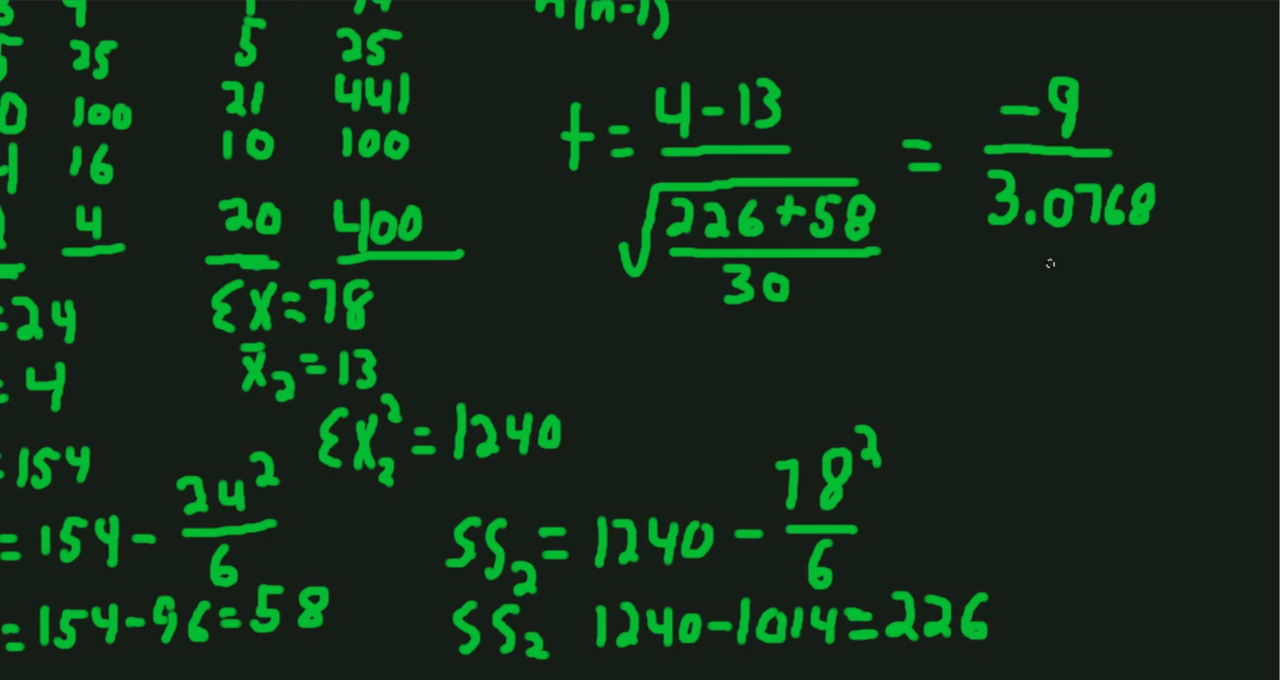 n(n-1)
25 5 25
100 21 441
16 10 100
4 20 400
t = 4-13 / √(226+58 / 30) = -9 / 3.0768
=24 ΣX=78
= 4 x̄₂=13
ΣX₂²=1240
=154
=154- 24² / 6
SS₂=1240 - 78² / 6
=154-96=58
SS₂ 1240-1014=226